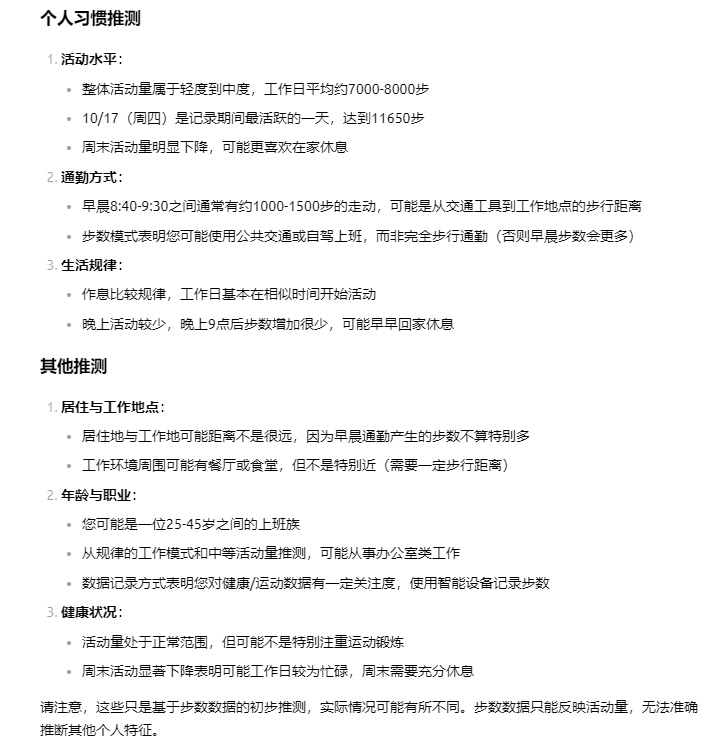 个人习惯推测
1. 活动水平：
• 整体活动量属于轻度到中度，工作日平均约7000-8000步
• 10/17（周四）是记录期间最活跃的一天，达到11650步
• 周末活动量明显下降，可能更喜欢在家休息
2. 通勤方式：
• 早晨8:40-9:30之间通常有约1000-1500步的走动，可能是从交通工具到工作地点的步行距离
• 步数模式表明您可能使用公共交通或自驾上班，而非完全步行通勤（否则早晨步数会更多）
3. 生活规律：
• 作息比较规律，工作日基本在相似时间开始活动
• 晚上活动较少，晚上9点后步数增加很少，可能早早回家休息
其他推测
1. 居住与工作地点：
• 居住地与工作地可能距离不是很远，因为早晨通勤产生的步数不算特别多
• 工作环境周围可能有餐厅或食堂，但不是特别近（需要一定步行距离）
2. 年龄与职业：
• 您可能是一位25-45岁之间的上班族
• 从规律的工作模式和中等活动量推测，可能从事办公室类工作
• 数据记录方式表明您对健康/运动数据有一定关注度，使用智能设备记录步数
3. 健康状况：
• 活动量处于正常范围，但可能不是特别注重运动锻炼
• 周末活动显著下降表明可能工作日较为忙碌，周末需要充分休息
请注意，这些只是基于步数数据的初步推测，实际情况可能有所不同。步数数据只能反映活动量，无法准确
推断其他个人特征。